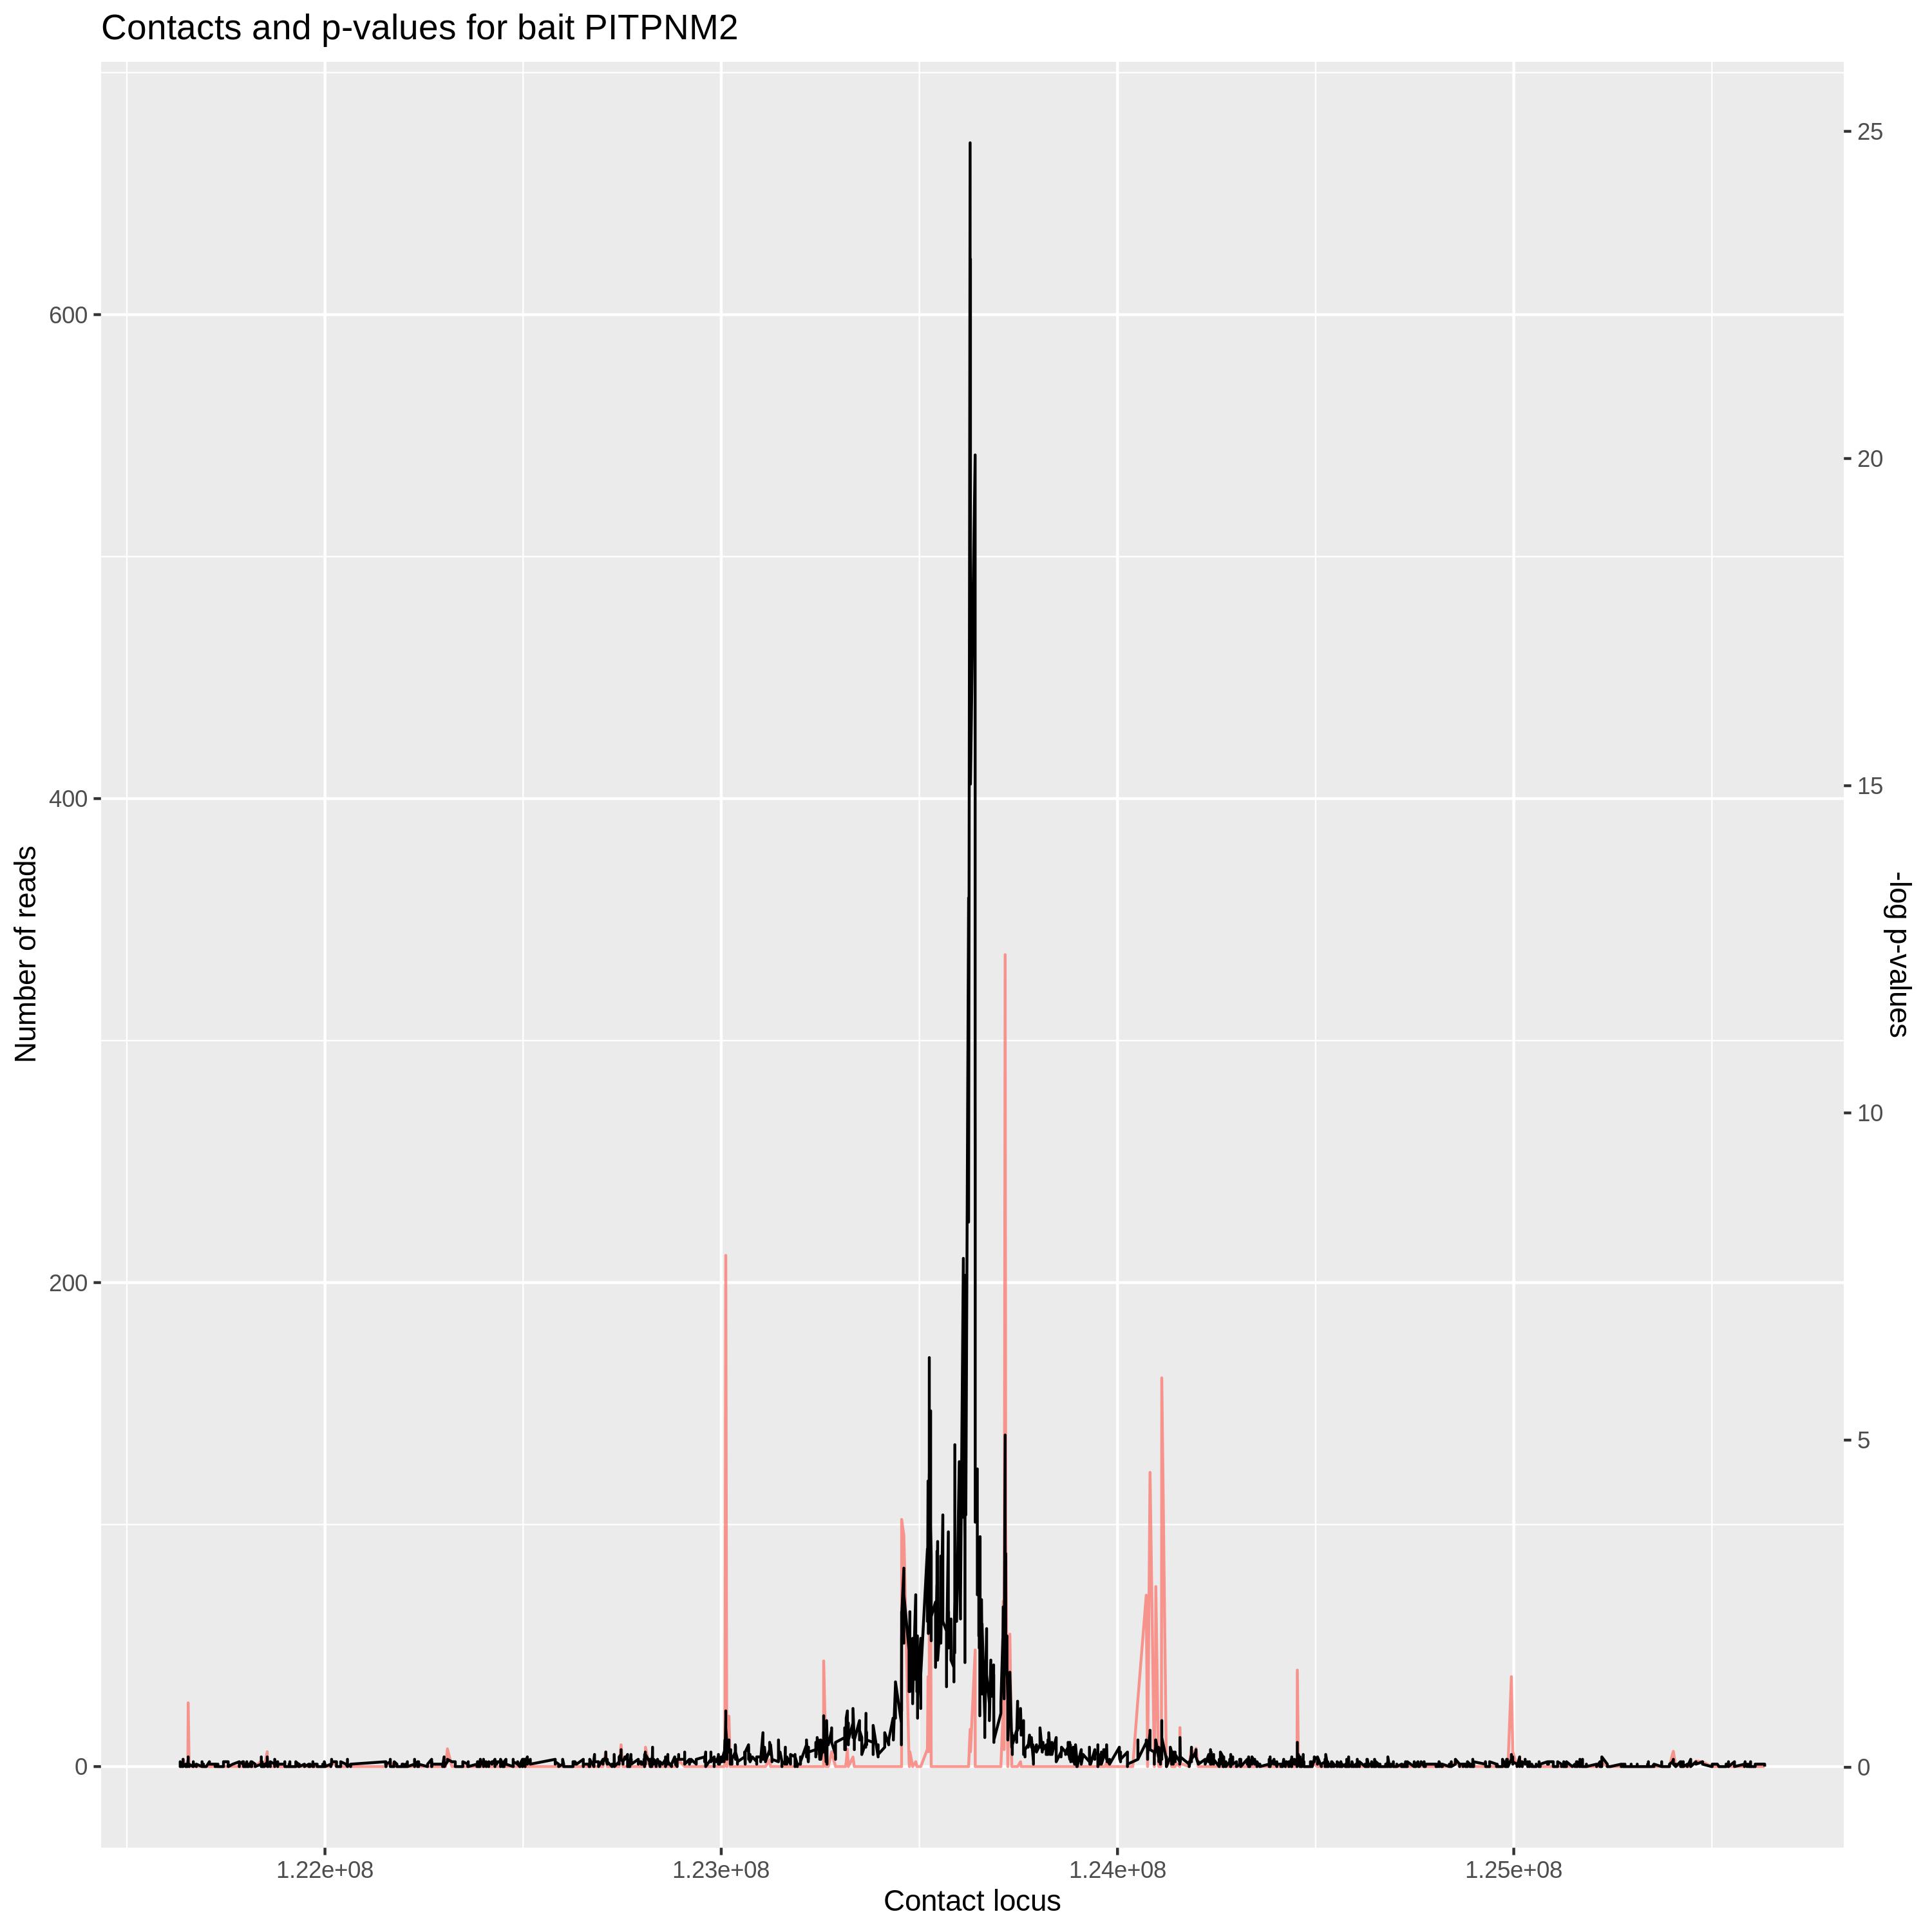 Contacts and p-values for bait PITPNM2
Number of reads
600
400
200
0
25
20
15
10
5
0
-log p-values
1.22e+08
1.23e+08
1.24e+08
1.25e+08
Contact locus